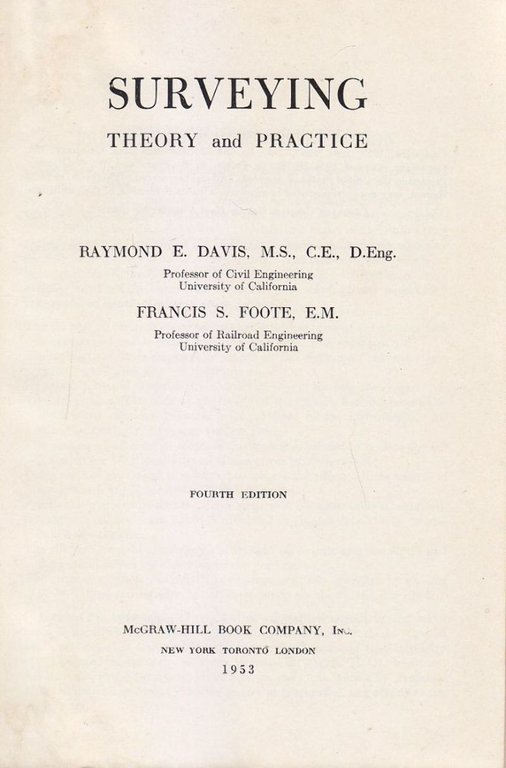 SURVEYING
THEORY and PRACTICE
RAYMOND E. DAVIS, M.S., C.E., D.Eng.
Professor of Civil Engineering
University of California
FRANCIS S. FOOTE, E.M.
Professor of Railroad Engineering
University of California
FOURTH EDITION
McGRAW-HILL BOOK COMPANY, Inc.
NEW YORK TORONTO LONDON
1953